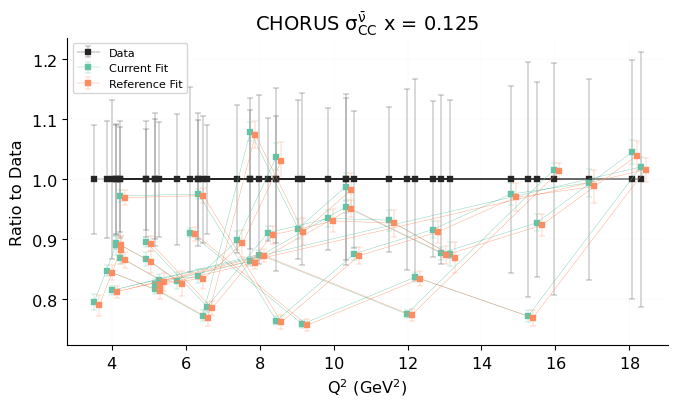 CHORUS σ^ν̄_CC x = 0.125
Data
Current Fit
Reference Fit
Ratio to Data
1.2
1.1
1.0
0.9
0.8
4 6 8 10 12 14 16 18
Q² (GeV²)